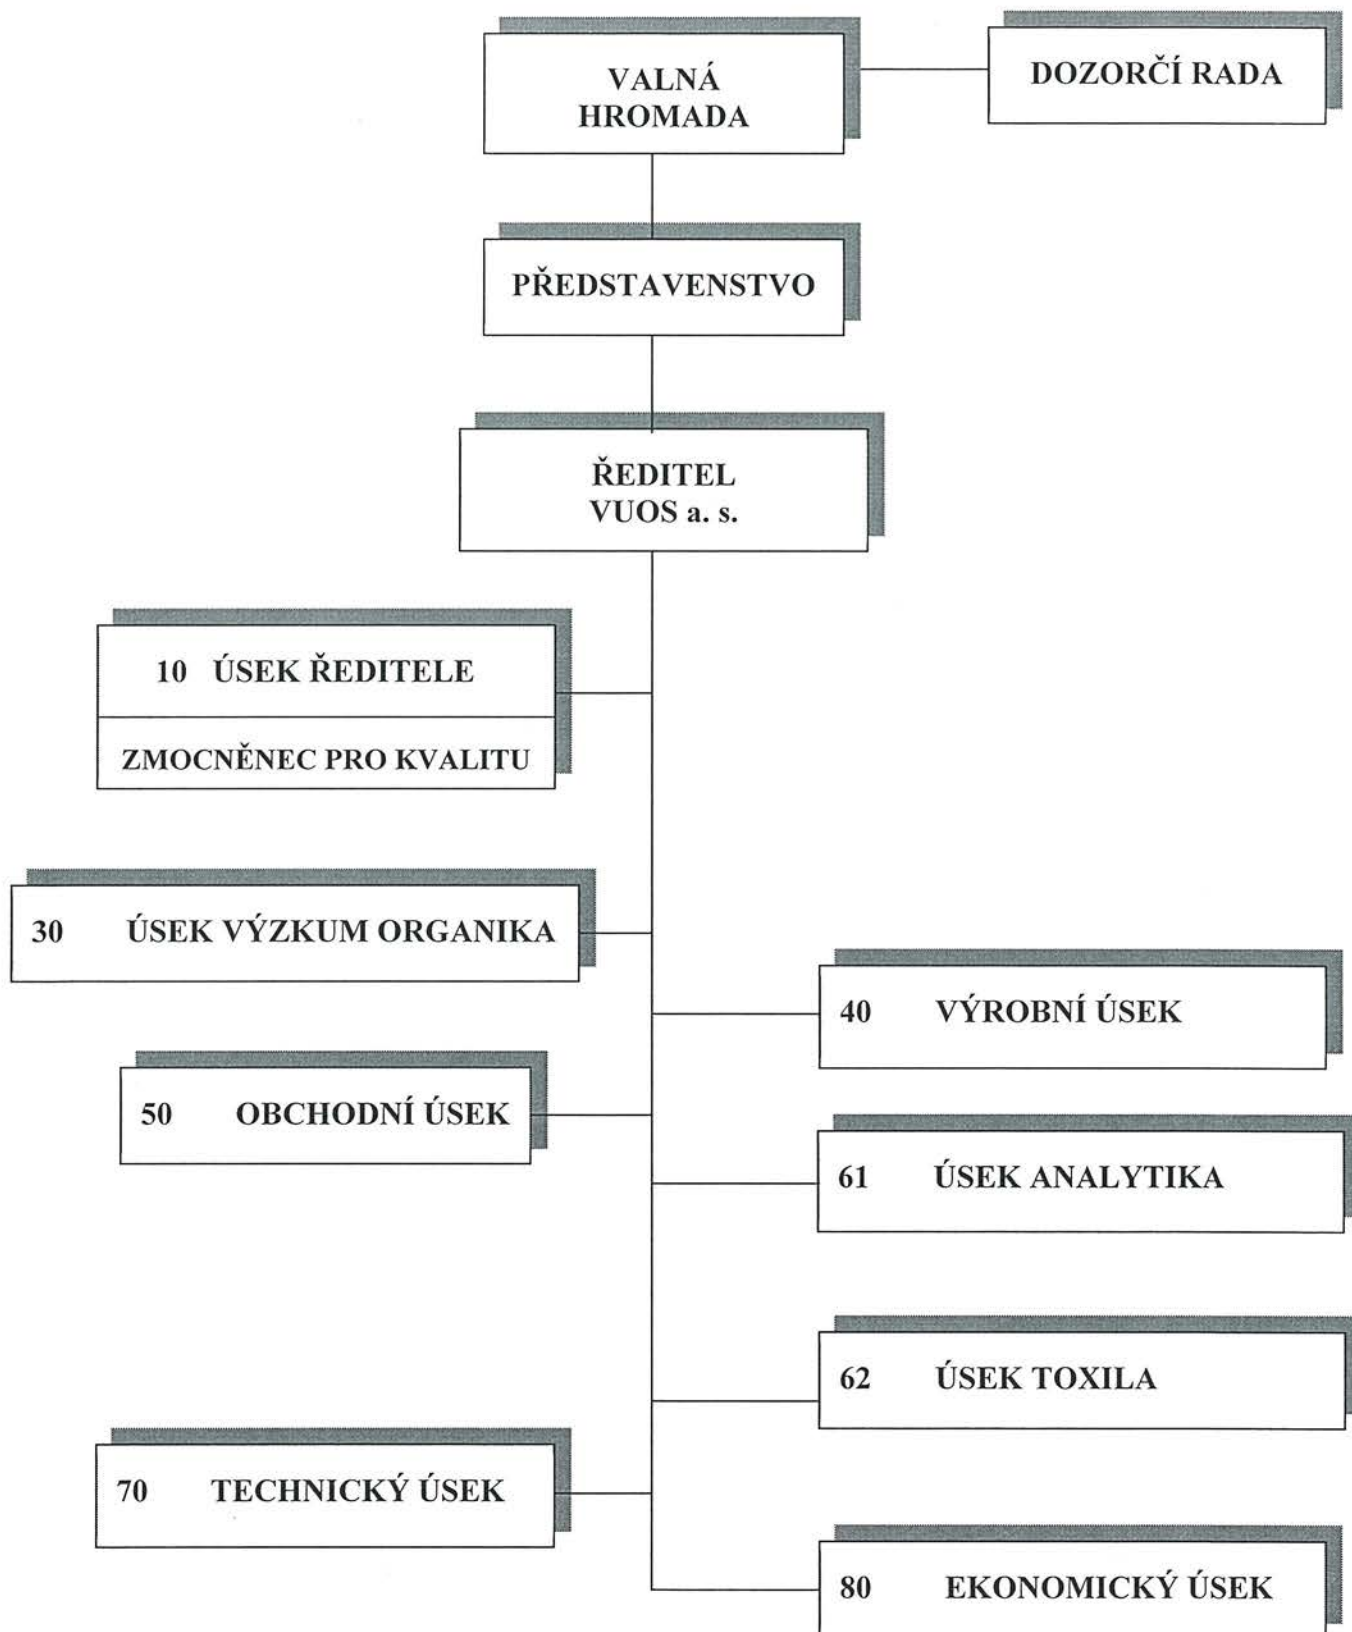 VALNÁ
HROMADA
DOZORČÍ RADA
PŘEDSTAVENSTVO
ŘEDITEL
VUOS a. s.
10 ÚSEK ŘEDITELE
ZMOCNĚNEC PRO KVALITU
30 ÚSEK VÝZKUM ORGANIKA
40 VÝROBNÍ ÚSEK
50 OBCHODNÍ ÚSEK
61 ÚSEK ANALYTIKA
62 ÚSEK TOXILA
70 TECHNICKÝ ÚSEK
80 EKONOMICKÝ ÚSEK